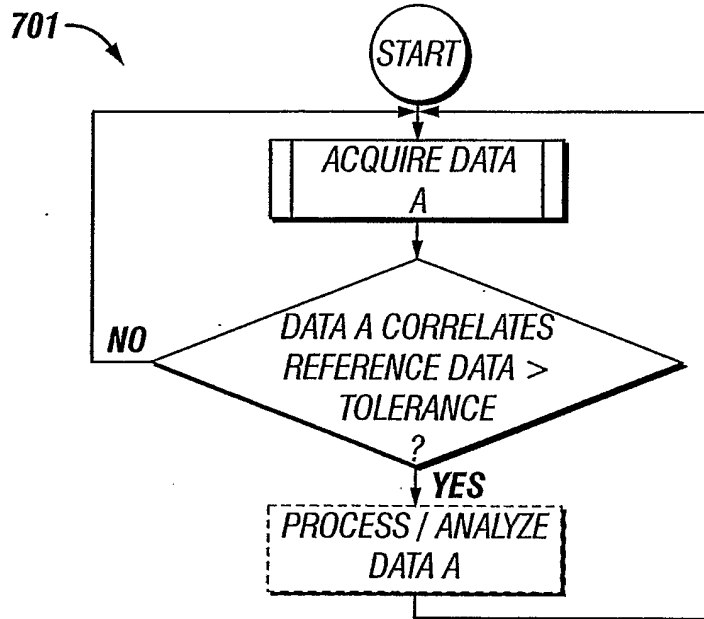 701
START
ACQUIRE DATA
A
DATA A CORRELATES
REFERENCE DATA >
TOLERANCE
?
NO
YES
PROCESS / ANALYZE
DATA A